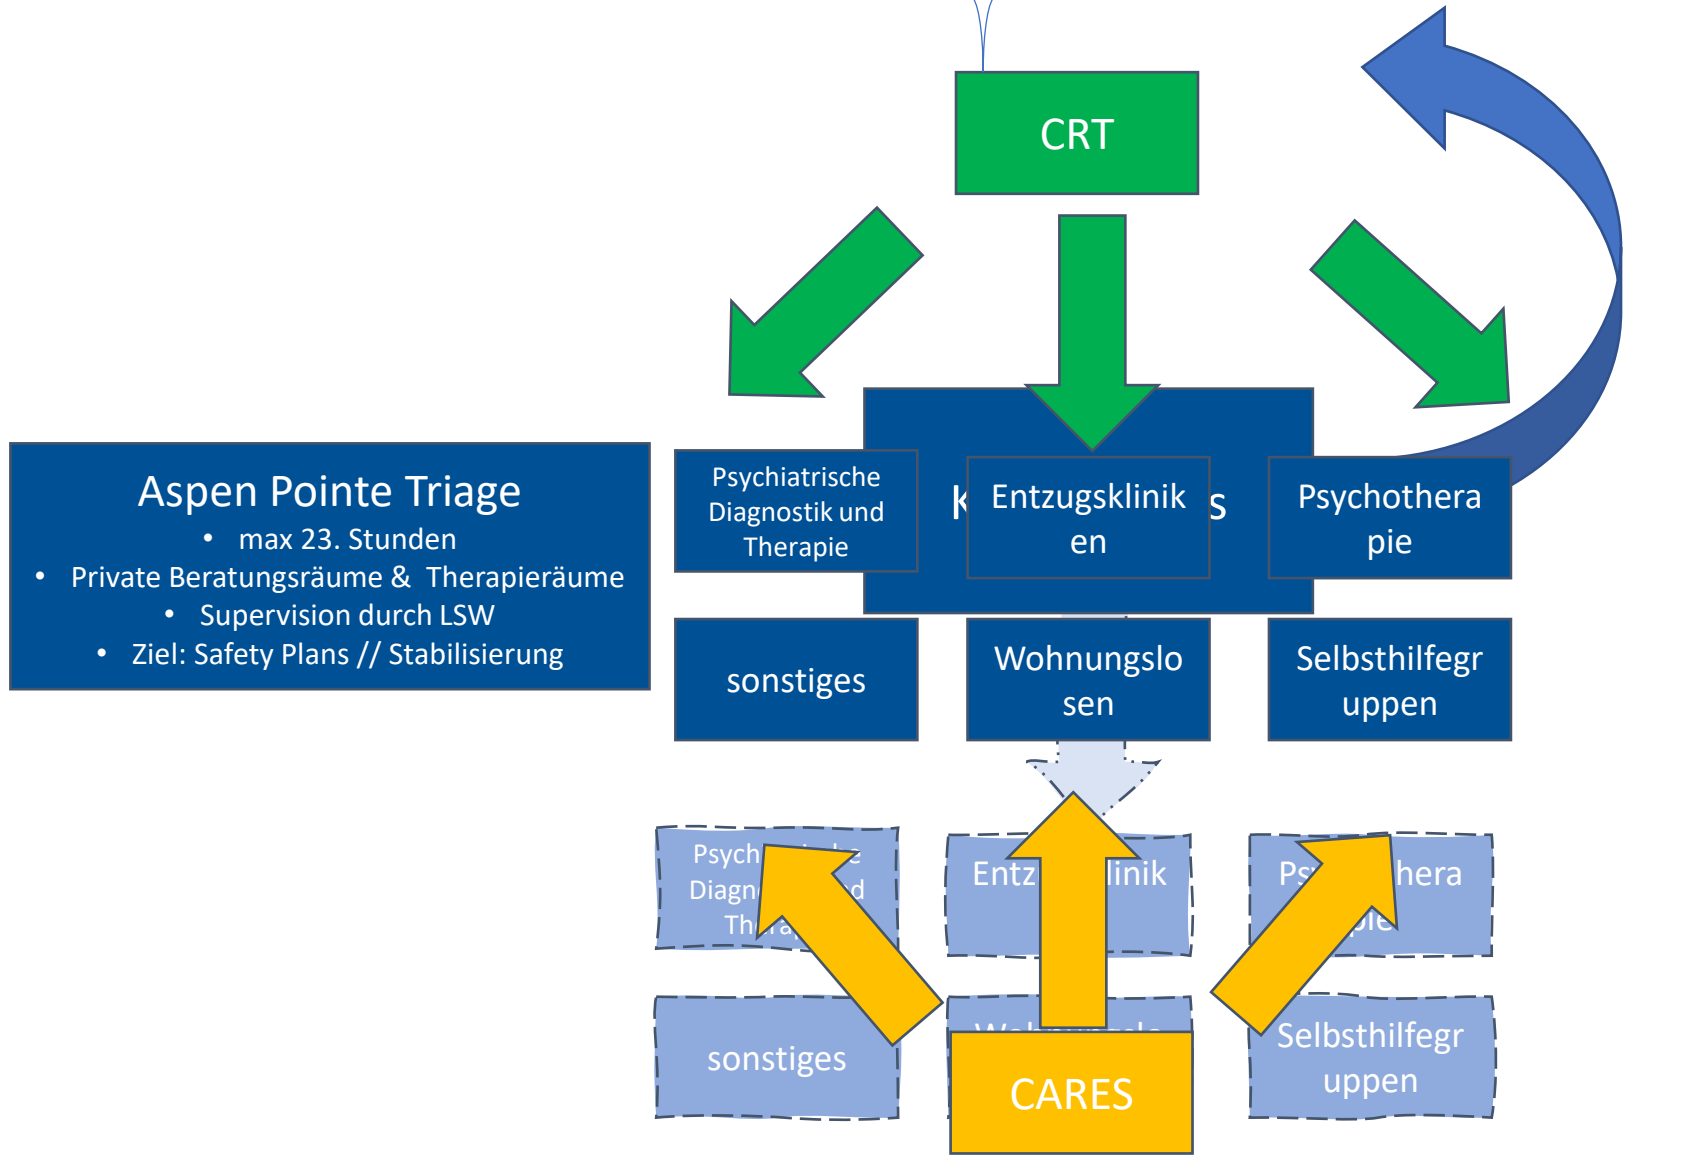 CRT
Aspen Pointe Triage
• max 23. Stunden
• Private Beratungsräume & Therapieräume
• Supervision durch LSW
• Ziel: Safety Plans // Stabilisierung
Psychiatrische
Diagnostik und
Therapie
Entzugsklinik
en
Psychothera
pie
sonstiges
Wohnungslo
sen
Selbsthilfegr
uppen
sonstiges
Selbsthilfegr
uppen
CARES